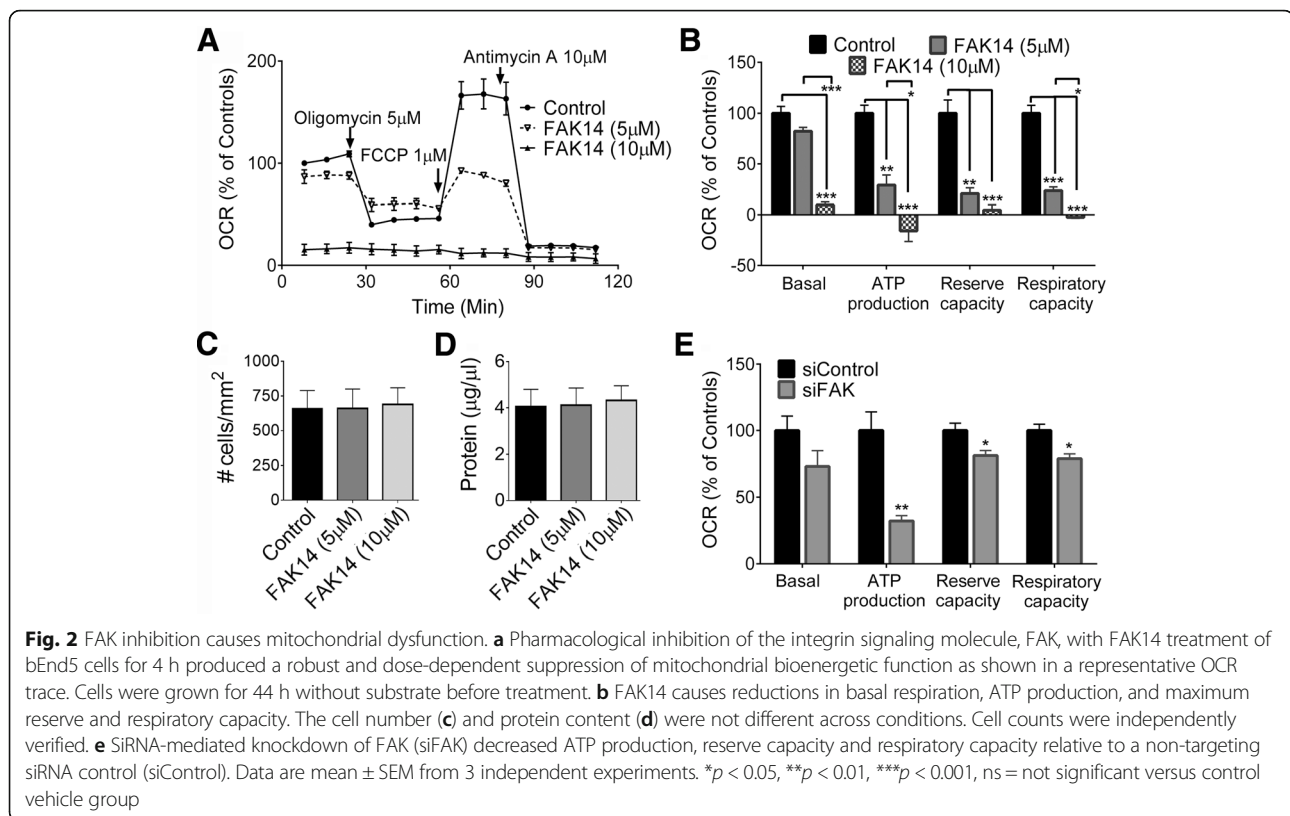 A
OCR (% of Controls)
200
100
0
0
30
60
90
120
Time (Min)
Oligomycin 5µM
FCCP 1µM
Antimycin A 10µM
Control
FAK14 (5µM)
FAK14 (10µM)
B
Control
FAK14 (5µM)
FAK14 (10µM)
OCR (% of Controls)
150
100
50
0
-50
***
***
*
**
***
**
***
*
***
***
Basal
ATP
production
Reserve
capacity
Respiratory
capacity
C
# cells/mm²
1000
750
500
250
0
Control
FAK14 (5µM)
FAK14 (10µM)
D
Protein (µg/µl)
6
4
2
0
Control
FAK14 (5µM)
FAK14 (10µM)
E
siControl
siFAK
OCR (% of Controls)
150
100
50
0
**
*
*
Basal
ATP
production
Reserve
capacity
Respiratory
capacity
Fig. 2 FAK inhibition causes mitochondrial dysfunction. a Pharmacological inhibition of the integrin signaling molecule, FAK, with FAK14 treatment of
bEnd5 cells for 4 h produced a robust and dose-dependent suppression of mitochondrial bioenergetic function as shown in a representative OCR
trace. Cells were grown for 44 h without substrate before treatment. b FAK14 causes reductions in basal respiration, ATP production, and maximum
reserve and respiratory capacity. The cell number (c) and protein content (d) were not different across conditions. Cell counts were independently
verified. e SiRNA-mediated knockdown of FAK (siFAK) decreased ATP production, reserve capacity and respiratory capacity relative to a non-targeting
siRNA control (siControl). Data are mean ± SEM from 3 independent experiments. *p < 0.05, **p < 0.01, ***p < 0.001, ns = not significant versus control
vehicle group